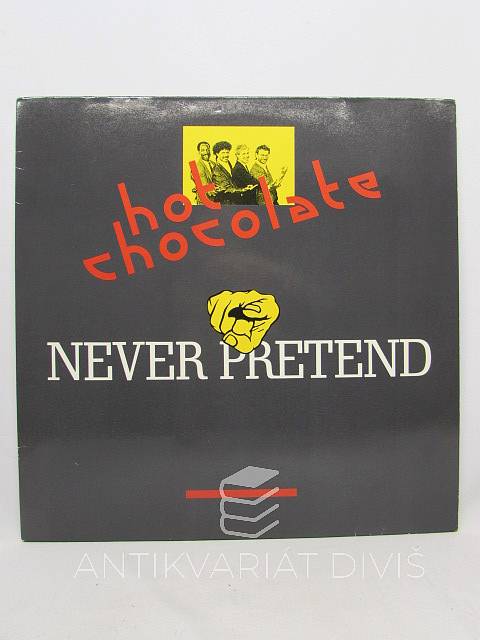 hot
chocolate
NEVER PRETEND
ANTIKVARIÁT DIVIŠ